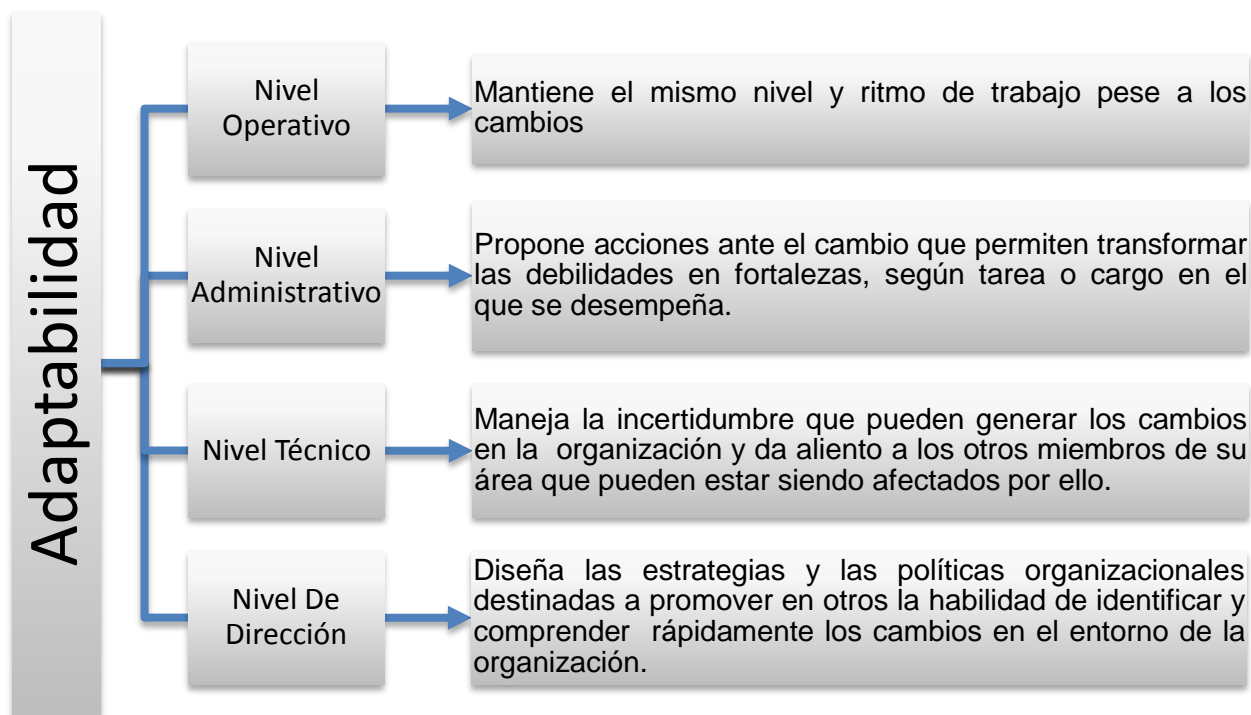 Adaptabilidad
Nivel
Operativo
Mantiene el mismo nivel y ritmo de trabajo pese a los
cambios
Nivel
Administrativo
Propone acciones ante el cambio que permiten transformar
las debilidades en fortalezas, según tarea o cargo en el
que se desempeña.
Nivel Técnico
Maneja la incertidumbre que pueden generar los cambios
en la organización y da aliento a los otros miembros de su
área que pueden estar siendo afectados por ello.
Nivel De
Dirección
Diseña las estrategias y las políticas organizacionales
destinadas a promover en otros la habilidad de identificar y
comprender rápidamente los cambios en el entorno de la
organización.